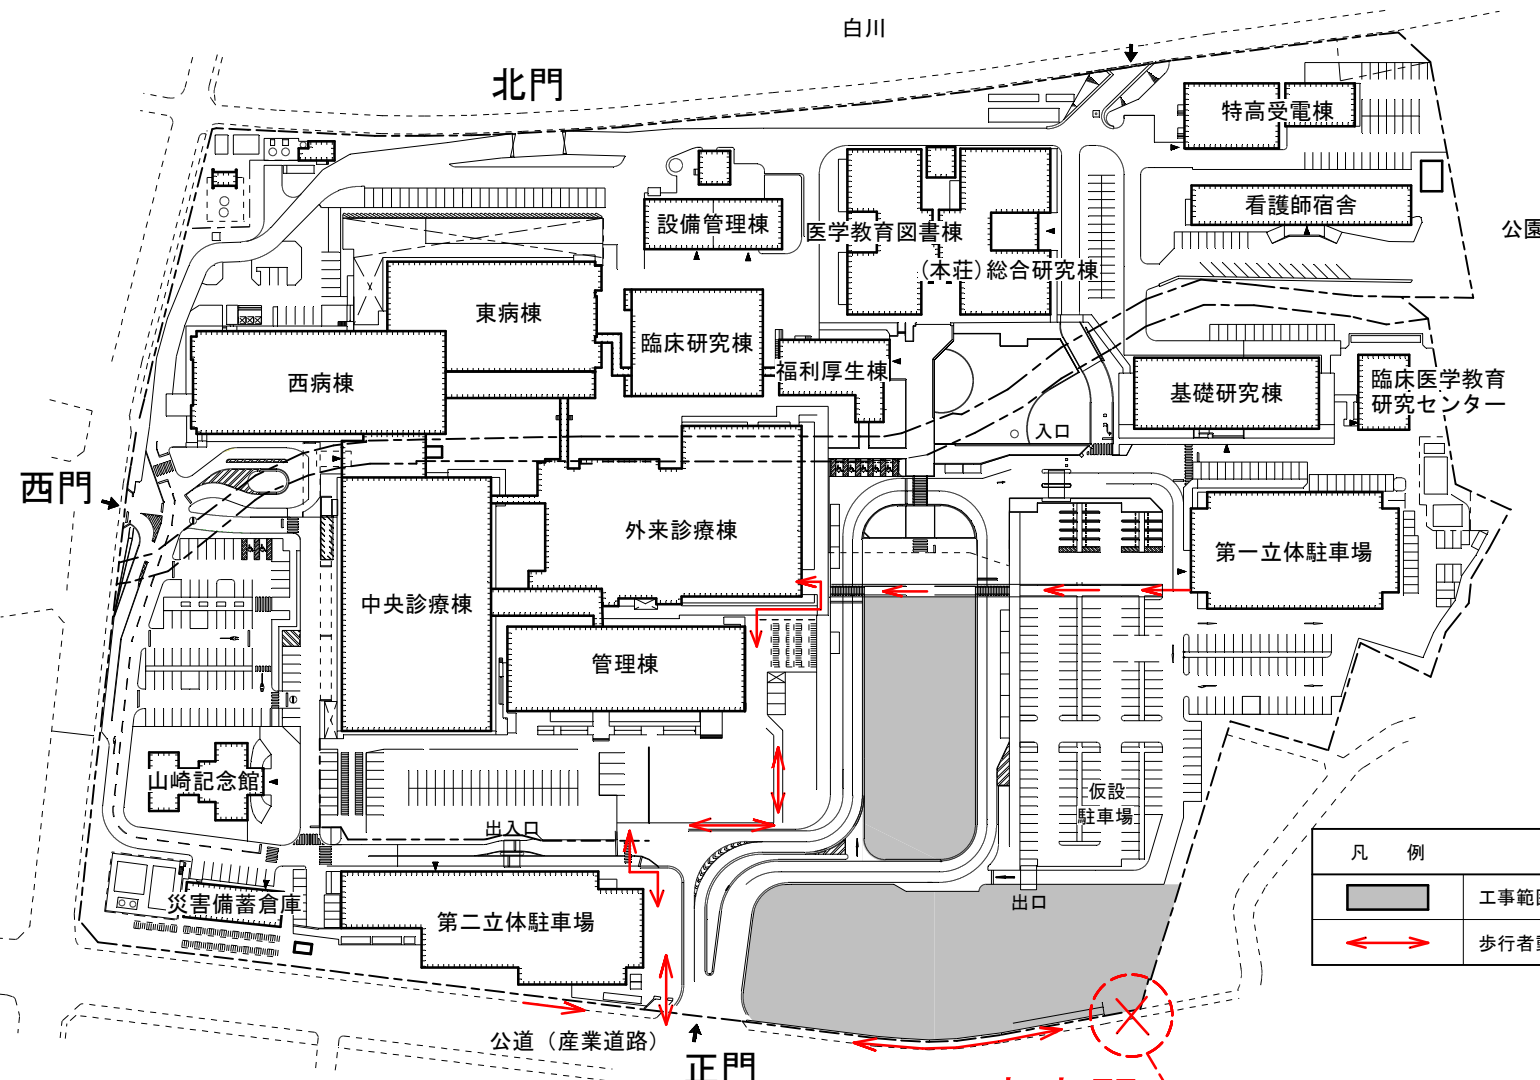 白川
北門
特高受電棟
看護師宿舎
公園
設備管理棟
医学教育図書棟
(本荘)総合研究棟
東病棟
臨床研究棟
福利厚生棟
西病棟
基礎研究棟
臨床医学教育
研究センター
入口
西門
外来診療棟
第一立体駐車場
中央診療棟
管理棟
山崎記念館
仮設
駐車場
出入口
凡 例
工事範囲
歩行者動
災害備蓄倉庫
第二立体駐車場
出口
公道(産業道路)
正門